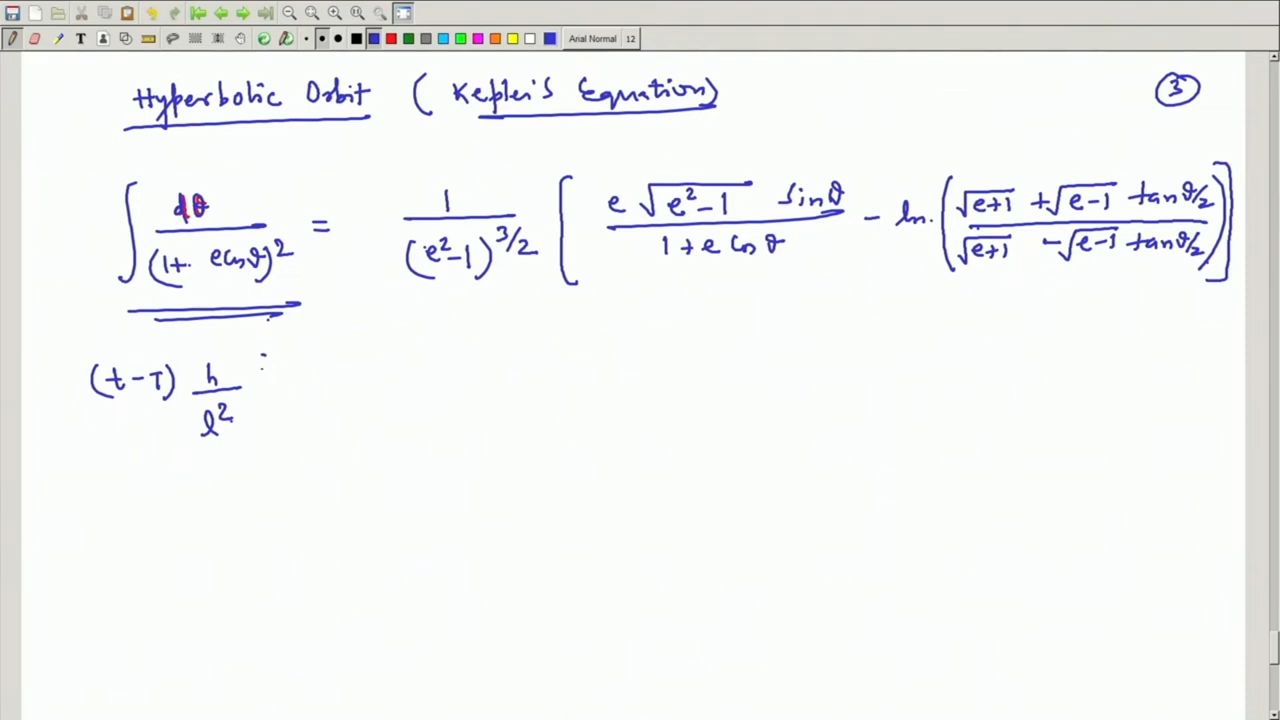 Arial Normal 12
Hyperbolic Orbit ( Kepler's Equation) ③
∫ dθ / (1 + e cos θ)² = 1 / (e² - 1)^3/2 [ e √(e² - 1) sin θ / (1 + e cos θ) - ln. ( (√e+1 + √e-1 tan θ/2) / (√e+1 - √e-1 tan θ/2) ) ]
(t - T) h / l²